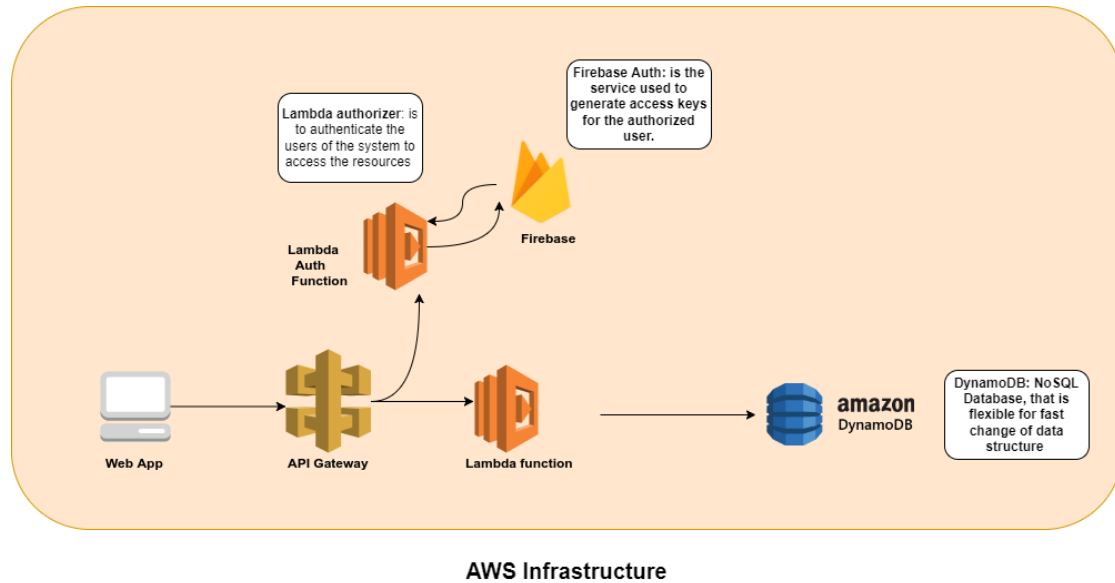 Firebase Auth: is the
service used to
generate access keys
for the authorized
user.
Lambda authorizer: is
to authenticate the
users of the system to
access the resources
Firebase
Lambda
Auth
Function
Web App
API Gateway
Lambda function
amazon
DynamoDB
DynamoDB: NoSQL
Database, that is
flexible for fast
change of data
structure
AWS Infrastructure